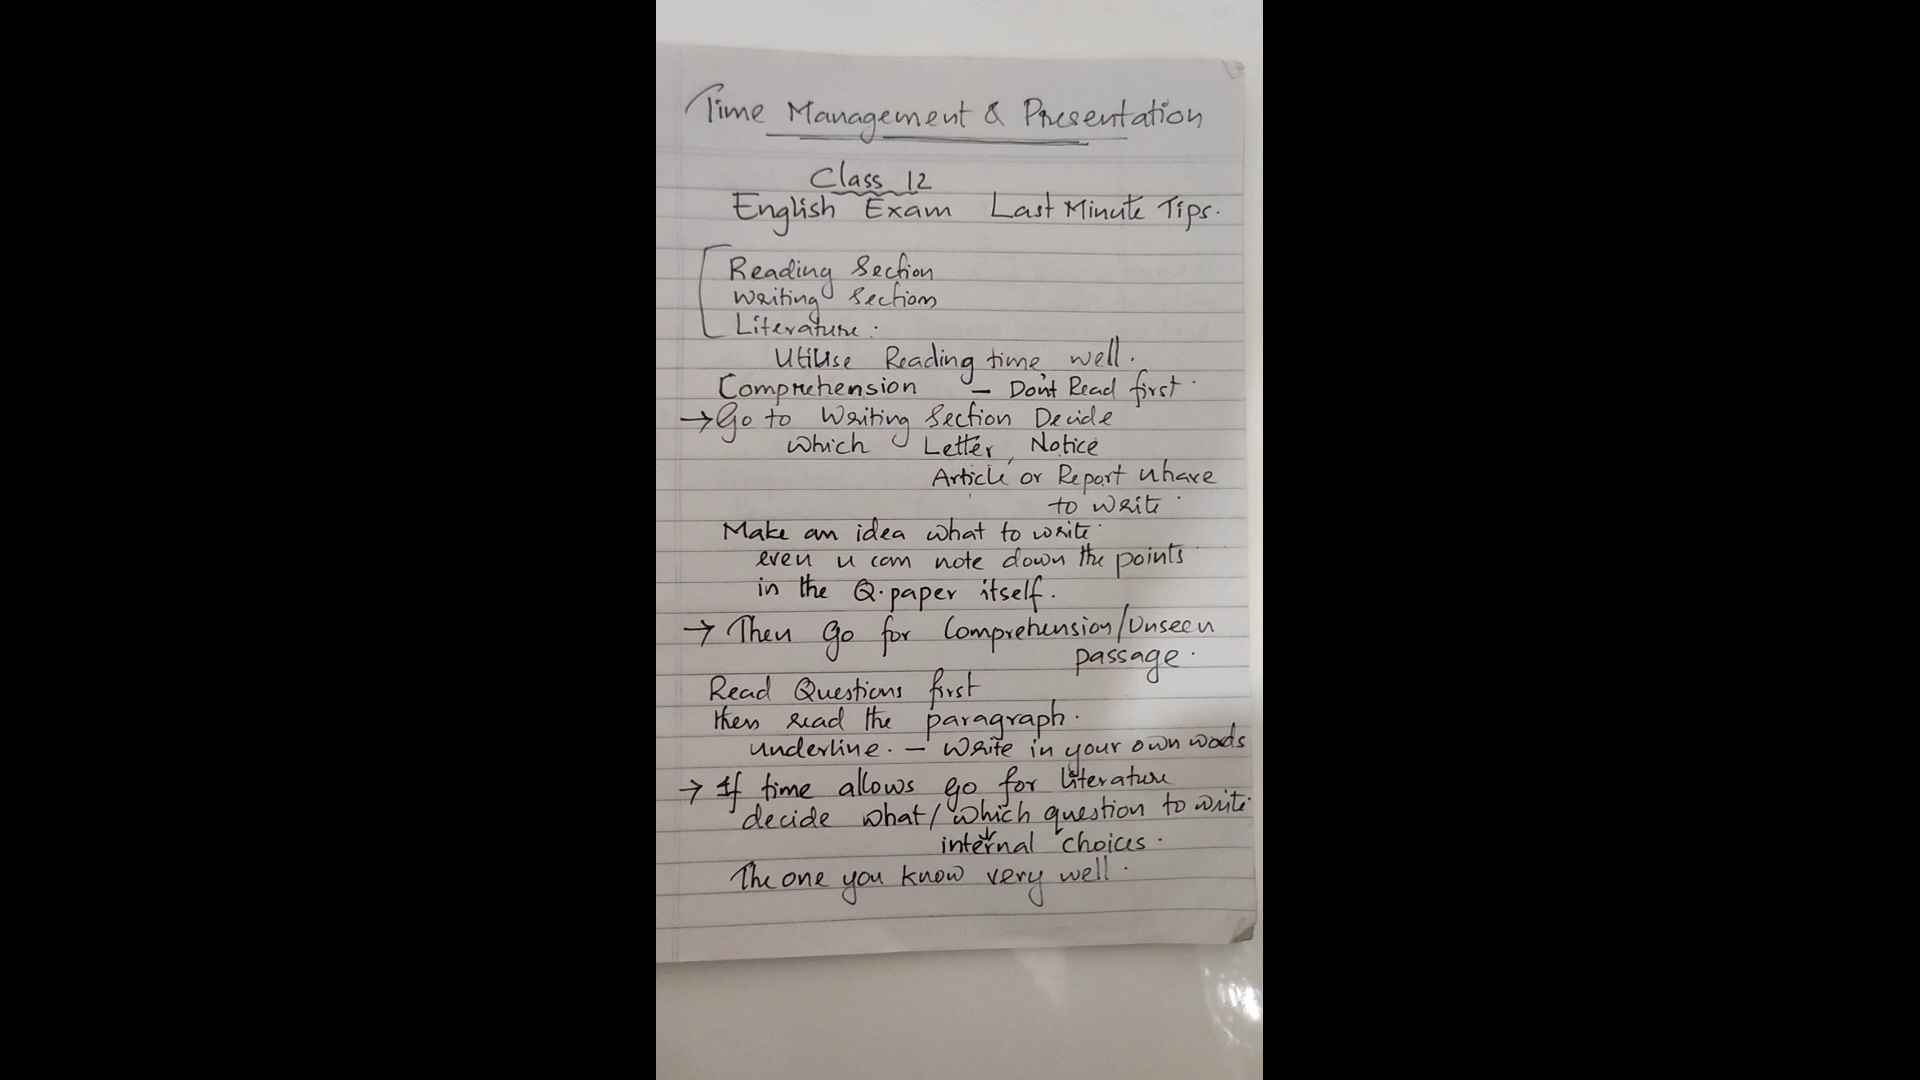 Time Management & Presentation
Class 12
English Exam Last Minute Tips.
Reading Section
Writing Section
Literature.
Utilise Reading time well.
Comprehension - Don't Read first.
→ Go to Writing Section Decide
which Letter, Notice
Article or Report u have
to write.
Make an idea what to write.
even u can note down the points
in the Q.paper itself.
→ Then go for Comprehension/Unseen
passage.
Read Questions first
then read the paragraph.
underline. - Write in your own words
→ If time allows go for literature
decide what/which question to write.
internal choices.
The one you know very well.